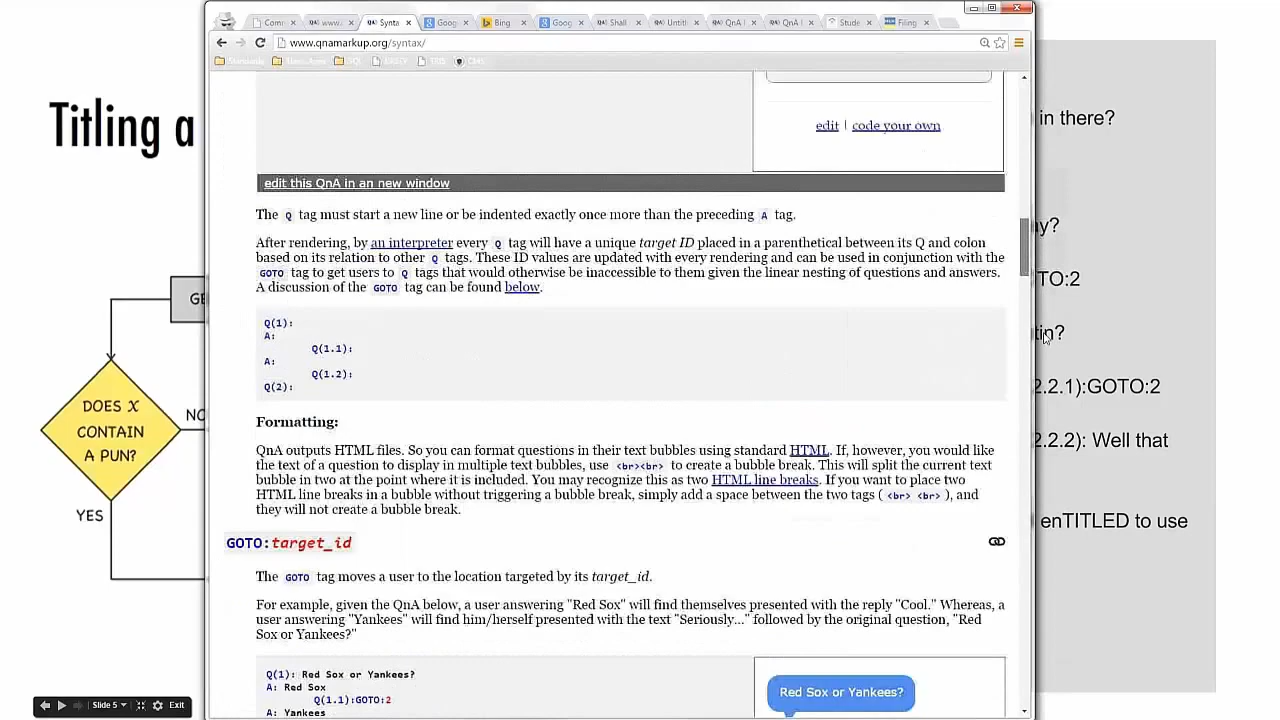 Com
www.
Synta
Goog
Bing
Goog
Shall
Untitl
QnA
QnA
Stude
Filing
www.qnamarkup.org/syntax/
Titling a
in there?
edit | code your own
edit this QnA in an new window
The Q tag must start a new line or be indented exactly once more than the preceding A tag.
After rendering, by an interpreter every Q tag will have a unique target ID placed in a parenthetical between its Q and colon
based on its relation to other Q tags. These ID values are updated with every rendering and can be used in conjunction with the
GOTO tag to get users to Q tags that would otherwise be inaccessible to them given the linear nesting of questions and answers.
A discussion of the GOTO tag can be found below.
TO:2
Q(1):
A:
Q(1.1):
A:
Q(1.2):
Q(2):
tin?
2.2.1):GOTO:2
DOES X
CONTAIN
A PUN?
NO
YES
Formatting:
QnA outputs HTML files. So you can format questions in their text bubbles using standard HTML. If, however, you would like
the text of a question to display in multiple text bubbles, use <br><br> to create a bubble break. This will split the current text
bubble in two at the point where it is included. You may recognize this as two HTML line breaks. If you want to place two
HTML line breaks in a bubble without triggering a bubble break, simply add a space between the two tags ( <br> <br> ), and
they will not create a bubble break.
2.2.2): Well that
enTITLED to use
GOTO:target_id
The GOTO tag moves a user to the location targeted by its target_id.
For example, given the QnA below, a user answering "Red Sox" will find themselves presented with the reply "Cool." Whereas, a
user answering "Yankees" will find him/herself presented with the text "Seriously..." followed by the original question, "Red
Sox or Yankees?"
Q(1): Red Sox or Yankees?
A: Red Sox
Q(1.1):GOTO:2
A: Yankees
Red Sox or Yankees?
Slide 5
Exit